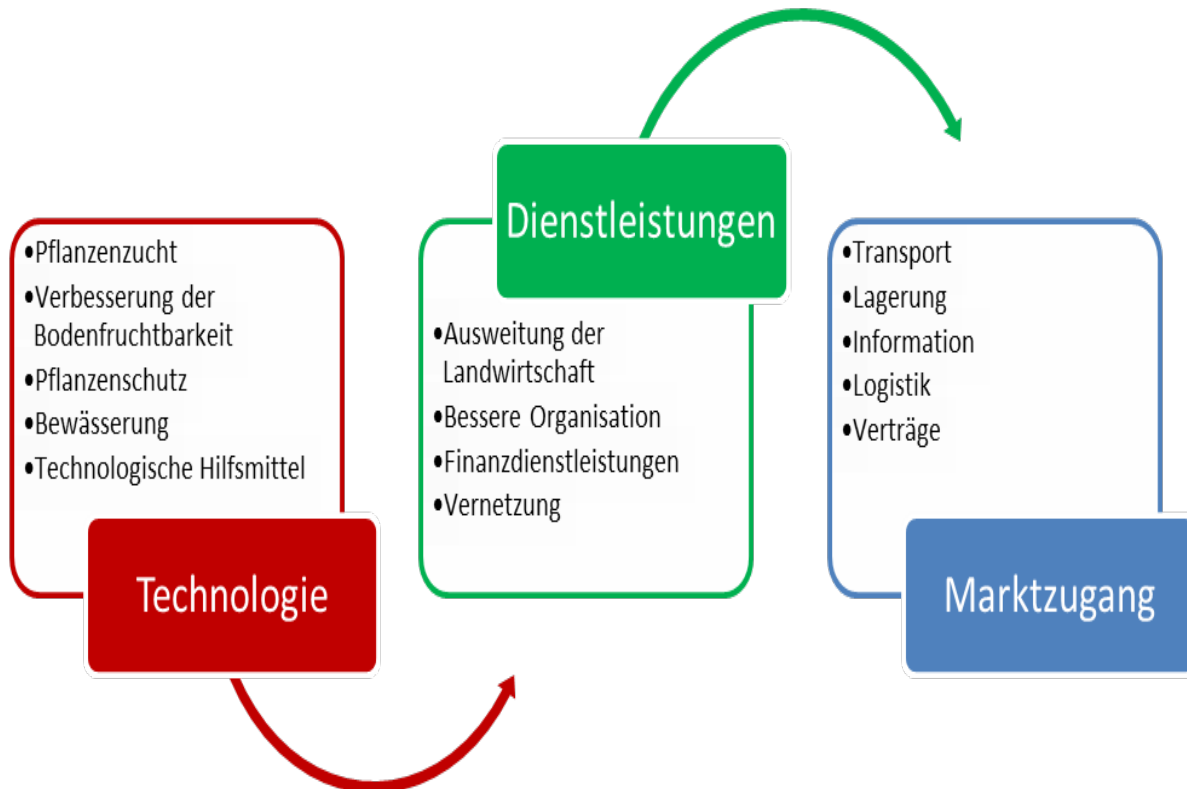 •Pflanzenzucht
•Verbesserung der
Bodenfruchtbarkeit
•Pflanzenschutz
•Bewässerung
•Technologische Hilfsmittel
Technologie
Dienstleistungen
•Ausweitung der
Landwirtschaft
•Bessere Organisation
•Finanzdienstleistungen
•Vernetzung
•Transport
•Lagerung
•Information
•Logistik
•Verträge
Marktzugang